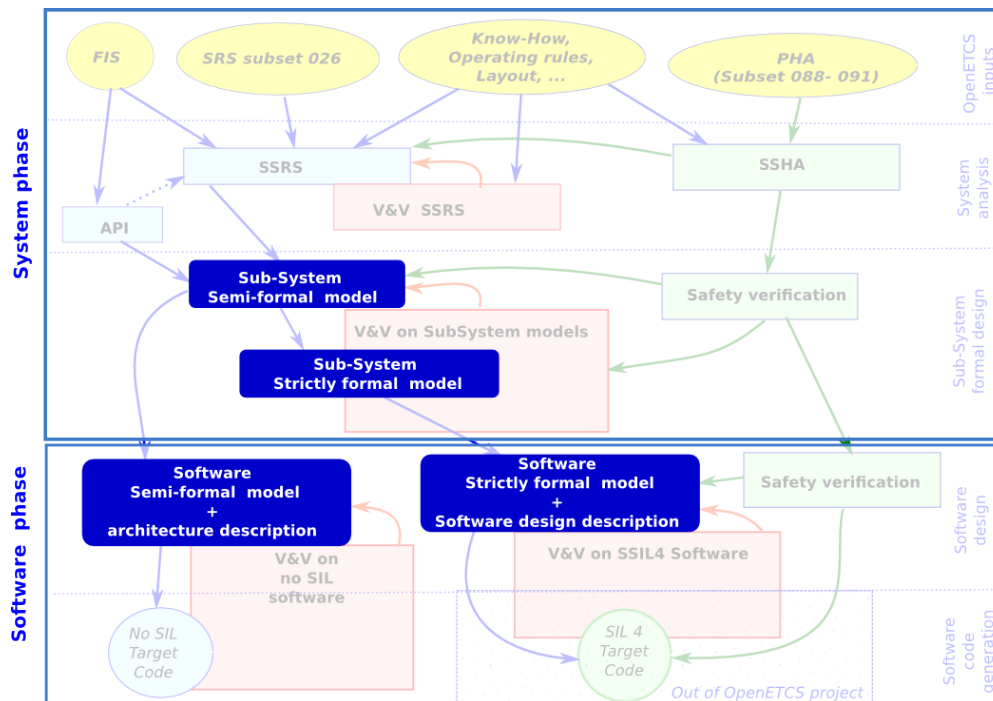 FIS
SRS subset 026
Know-How,
Operating rules,
Layout, ...
PHA
(Subset 088- 091)
OpenETCS
inputs
System phase
SSRS
SSHA
V&V  SSRS
API
System
analysis
Sub-System
Semi-formal  model
Safety verification
V&V on SubSystem models
Sub-System
Strictly formal  model
Sub-System
formal design
Software  phase
Software
Semi-formal  model
+
architecture description
Software
Strictly formal  model
+
Software design description
Safety verification
Software
design
V&V on
no SIL
software
V&V on SSIL4 Software
No SIL
Target
Code
SIL 4
Target
Code
Out of OpenETCS project
Software
code
generation